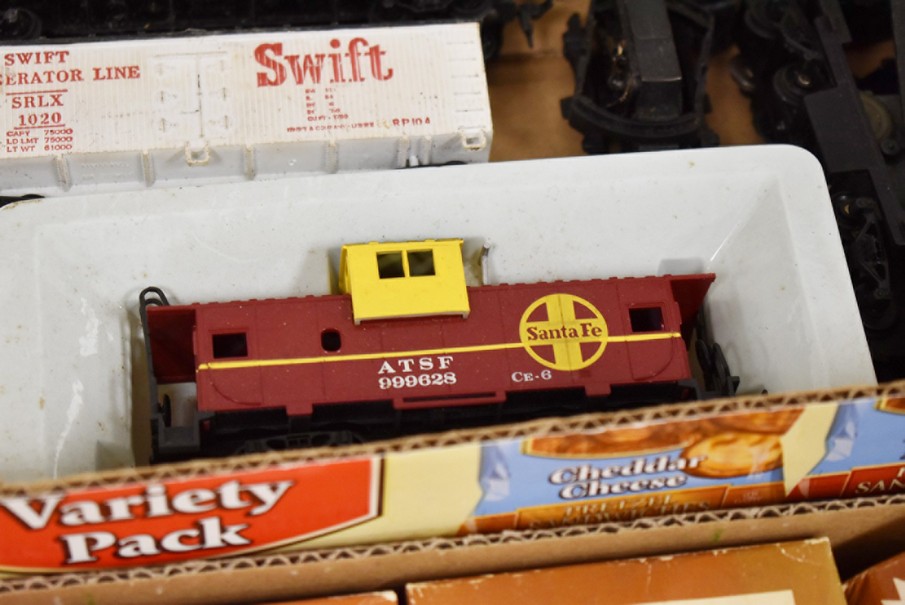 SWIFT
ERATOR LINE
SRLX
1020
CAPY 75000
LD LMT 75000
LT WT 61000
Swift
RP104
Santa Fe
ATSF
999628
CE-6
Variety
Pack
Cheddar
Cheese